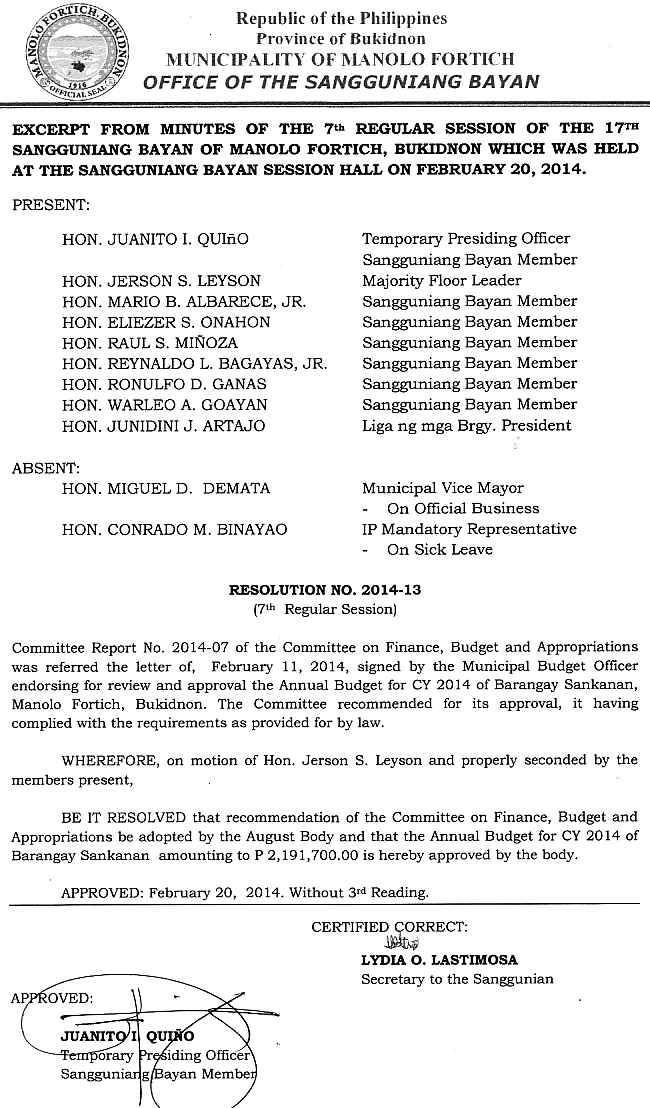 MANOLO FORTICH, BUKIDNON
1916
OFFICIAL SEAL
Republic of the Philippines
Province of Bukidnon
MUNICIPALITY OF MANOLO FORTICH
OFFICE OF THE SANGGUNIANG BAYAN
EXCERPT FROM MINUTES OF THE 7th REGULAR SESSION OF THE 17TH
SANGGUNIANG BAYAN OF MANOLO FORTICH, BUKIDNON WHICH WAS HELD
AT THE SANGGUNIANG BAYAN SESSION HALL ON FEBRUARY 20, 2014.
PRESENT:
HON. JUANITO I. QUIñO Temporary Presiding Officer
Sangguniang Bayan Member
HON. JERSON S. LEYSON Majority Floor Leader
HON. MARIO B. ALBARECE, JR. Sangguniang Bayan Member
HON. ELIEZER S. ONAHON Sangguniang Bayan Member
HON. RAUL S. MIÑOZA Sangguniang Bayan Member
HON. REYNALDO L. BAGAYAS, JR. Sangguniang Bayan Member
HON. RONULFO D. GANAS Sangguniang Bayan Member
HON. WARLEO A. GOAYAN Sangguniang Bayan Member
HON. JUNIDINI J. ARTAJO Liga ng mga Brgy. President
ABSENT:
HON. MIGUEL D. DEMATA Municipal Vice Mayor
- On Official Business
HON. CONRADO M. BINAYAO IP Mandatory Representative
- On Sick Leave
RESOLUTION NO. 2014-13
(7th Regular Session)
Committee Report No. 2014-07 of the Committee on Finance, Budget and Appropriations
was referred the letter of, February 11, 2014, signed by the Municipal Budget Officer
endorsing for review and approval the Annual Budget for CY 2014 of Barangay Sankanan,
Manolo Fortich, Bukidnon. The Committee recommended for its approval, it having
complied with the requirements as provided for by law.
WHEREFORE, on motion of Hon. Jerson S. Leyson and properly seconded by the
members present,
BE IT RESOLVED that recommendation of the Committee on Finance, Budget and
Appropriations be adopted by the August Body and that the Annual Budget for CY 2014 of
Barangay Sankanan amounting to P 2,191,700.00 is hereby approved by the body.
APPROVED: February 20, 2014. Without 3rd Reading.
CERTIFIED CORRECT:
LYDIA O. LASTIMOSA
Secretary to the Sanggunian
APPROVED:
JUANITO I. QUIÑO
Temporary Presiding Officer
Sangguniang Bayan Member